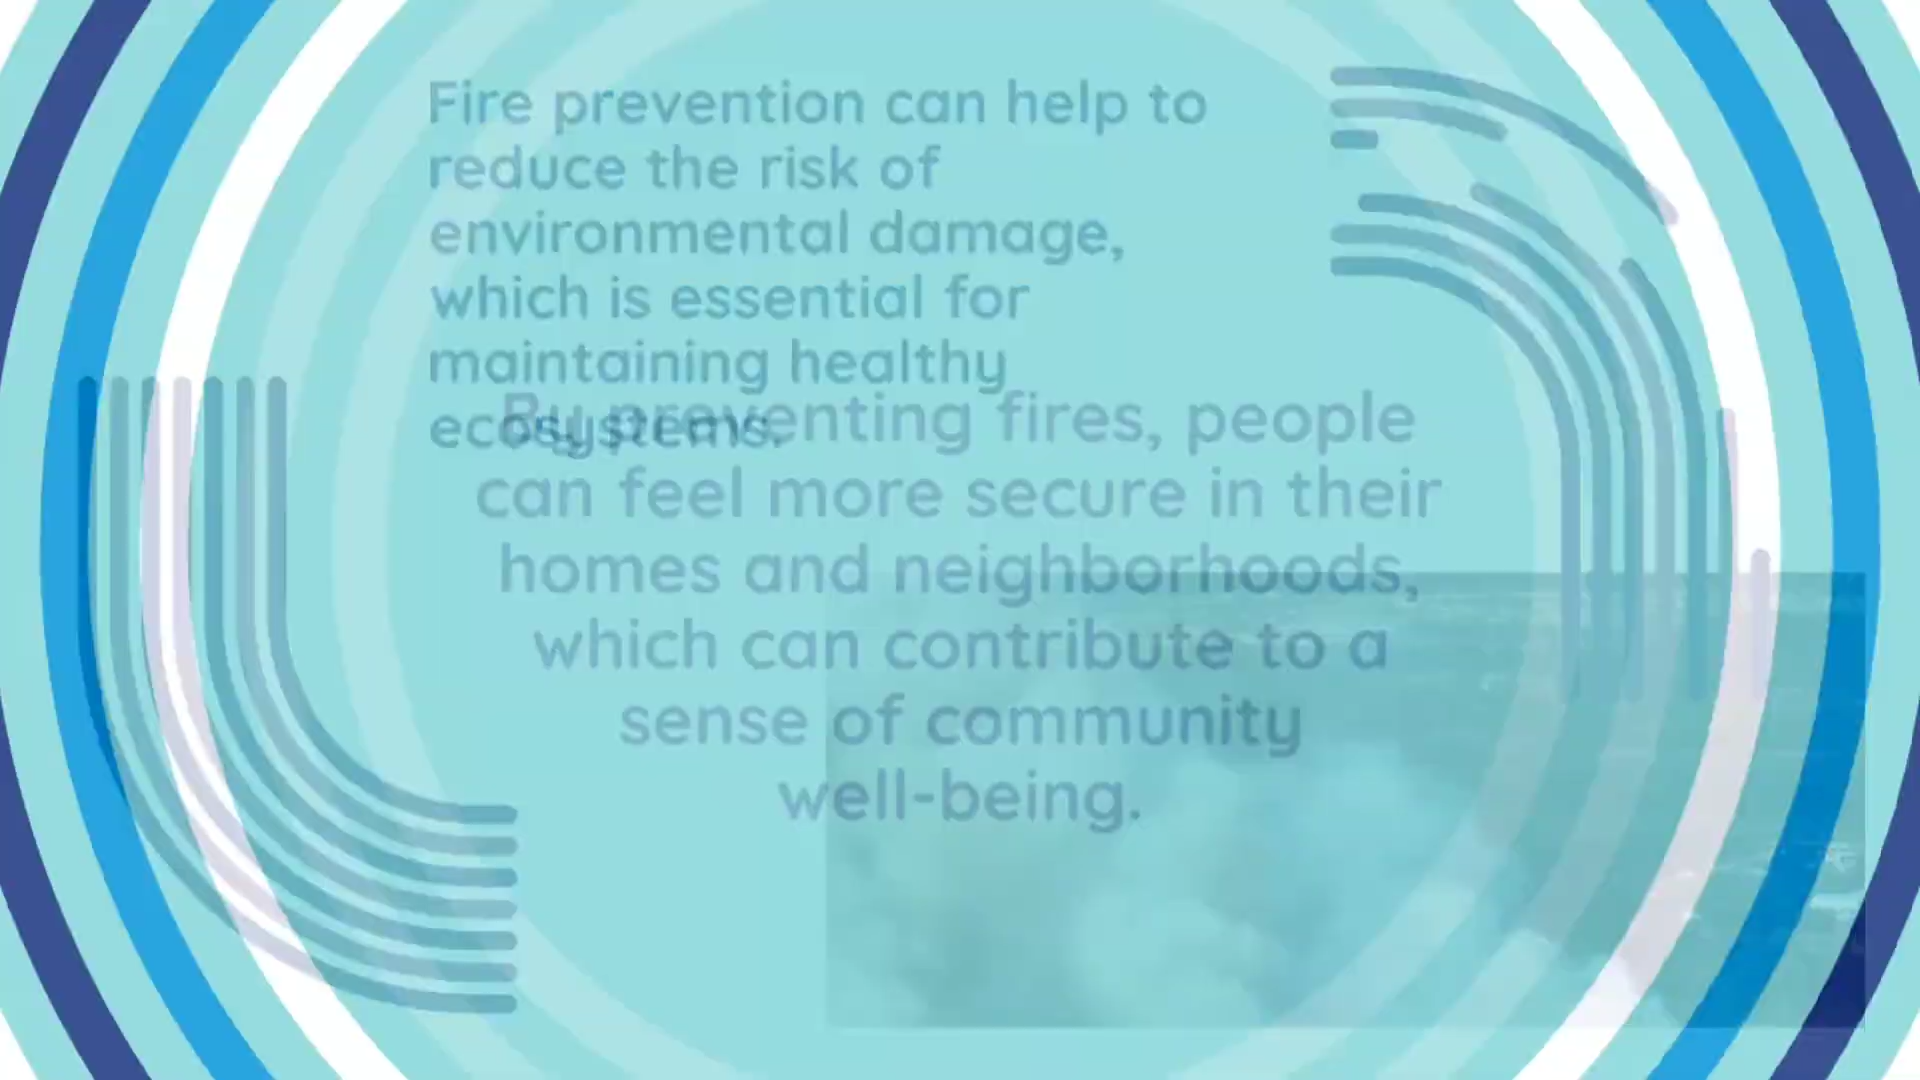 Fire prevention can help to
reduce the risk of
environmental damage,
which is essential for
maintaining healthy
ecosystems.
By preventing fires, people
can feel more secure in their
homes and neighborhoods,
which can contribute to a
sense of community
well-being.